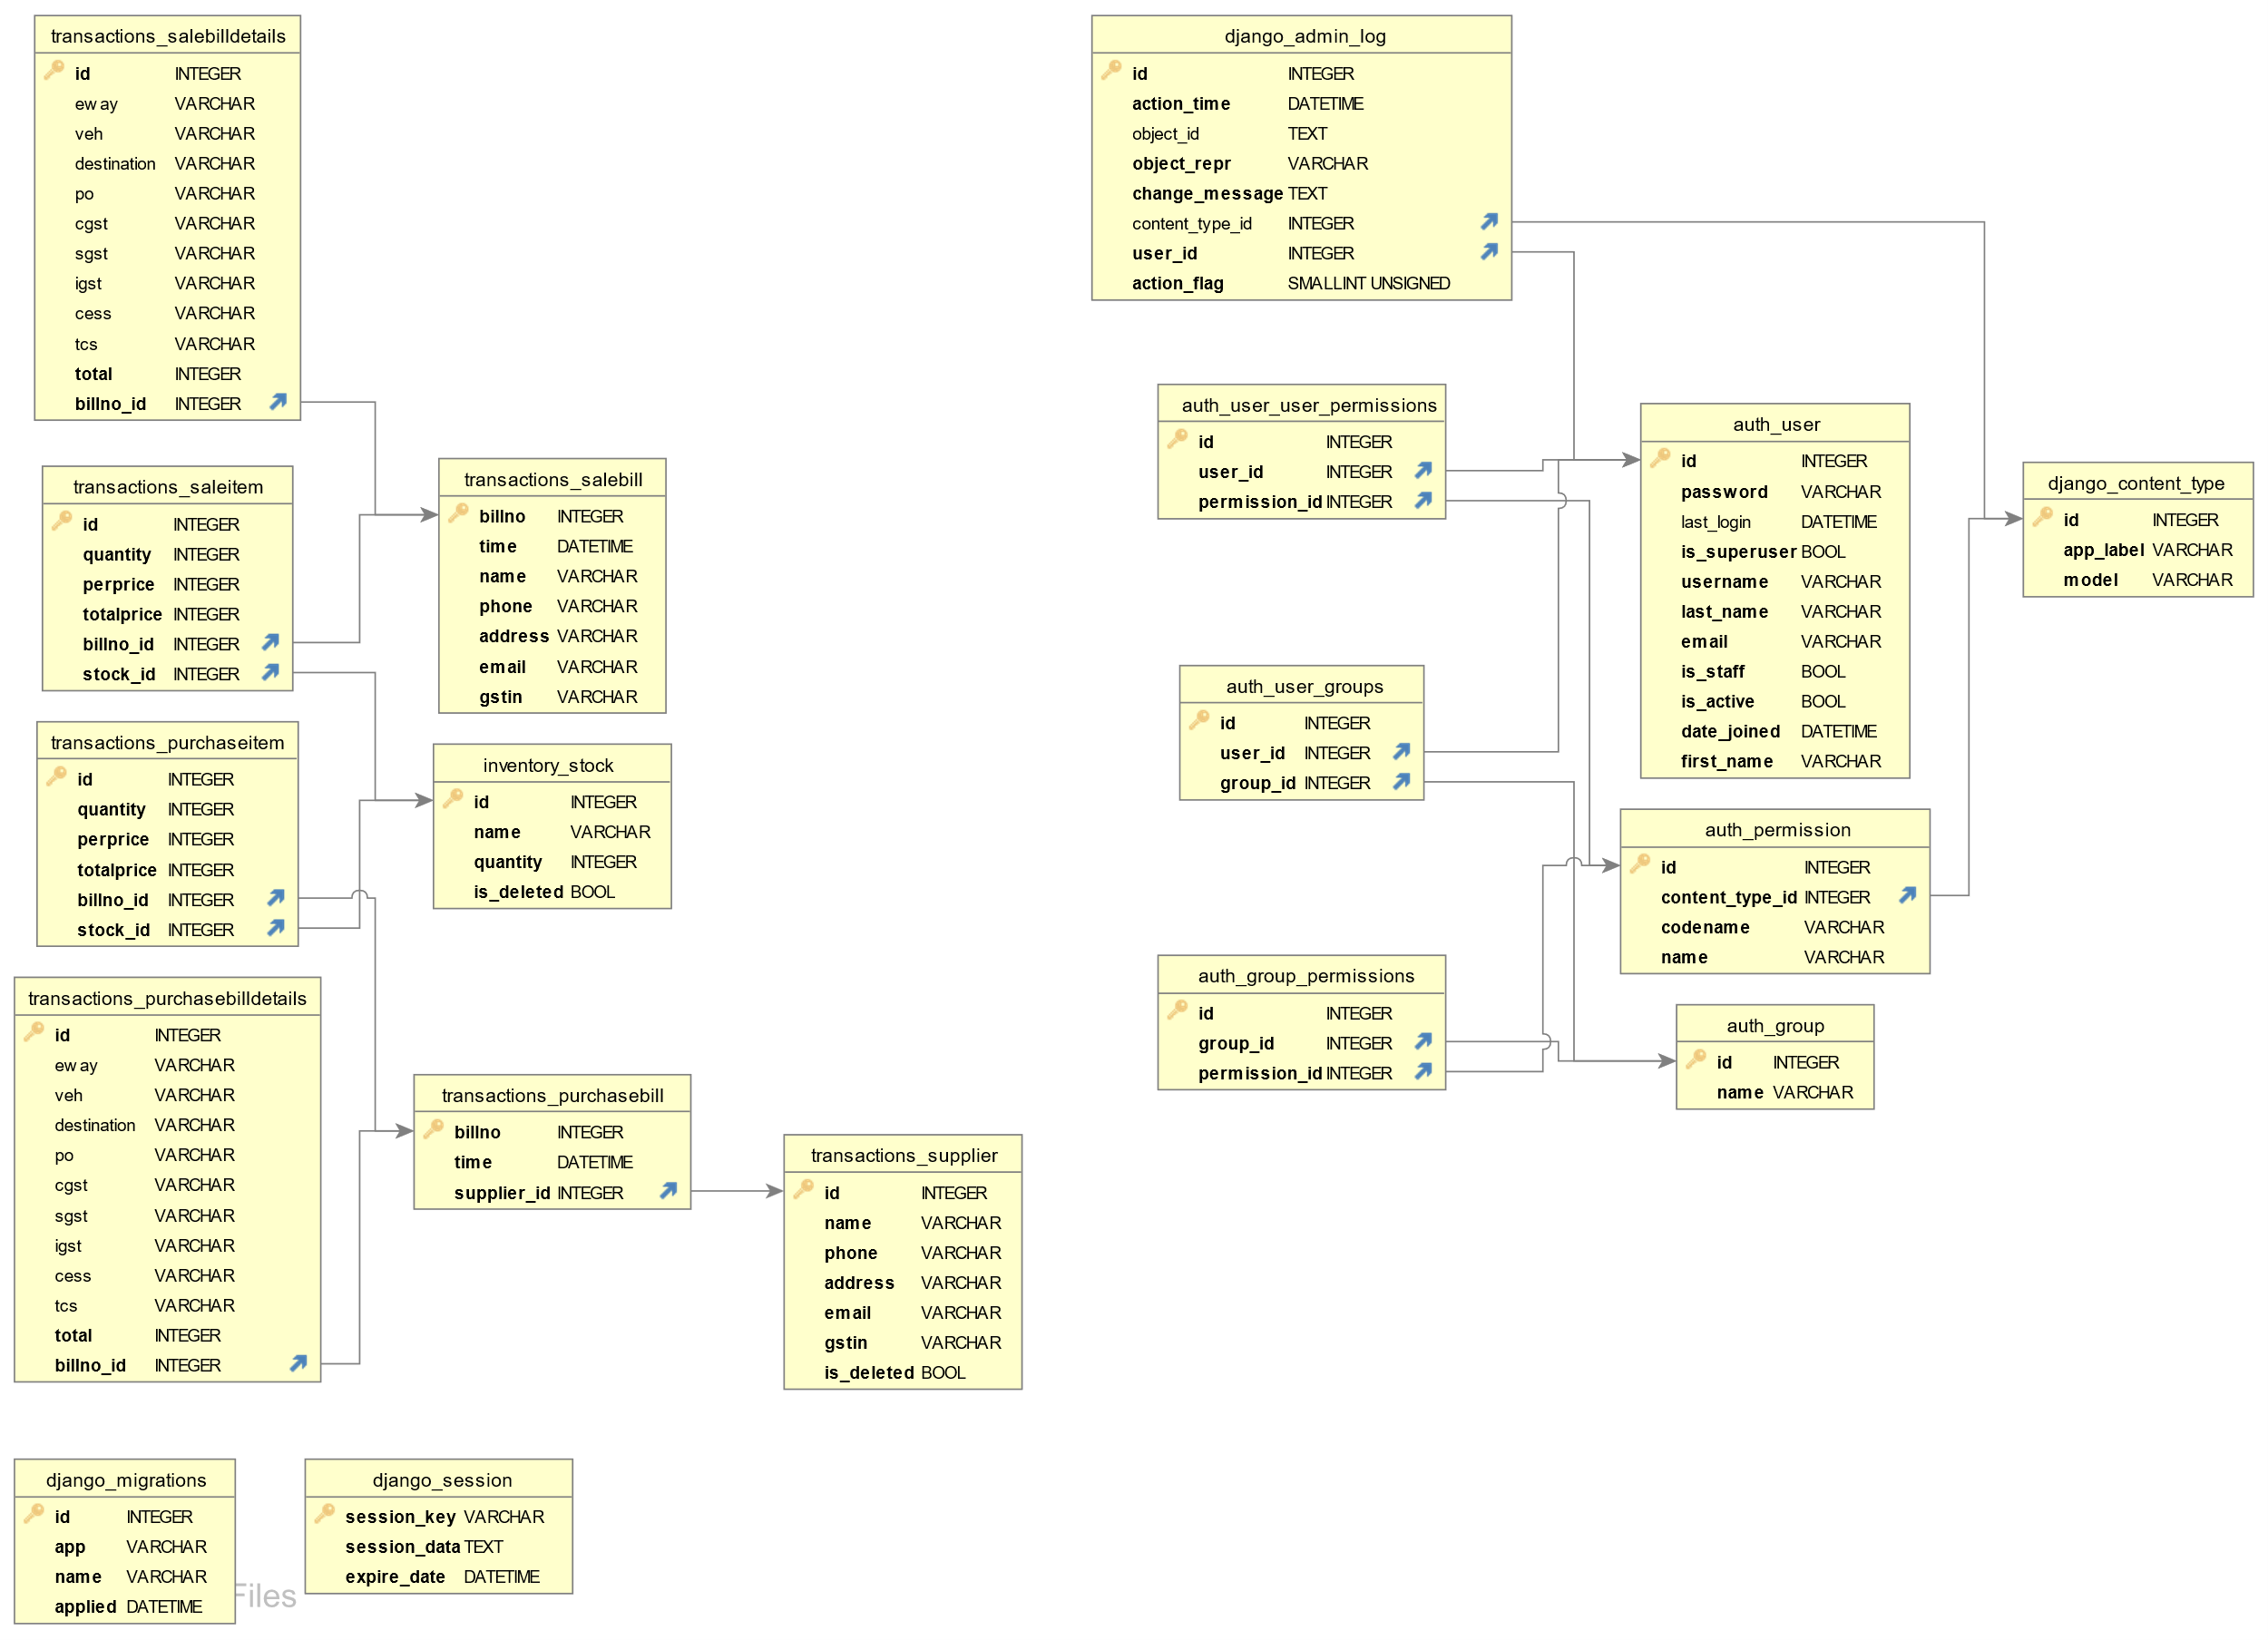 transactions_salebilldetails
id INTEGER
eway VARCHAR
veh VARCHAR
destination VARCHAR
po VARCHAR
cgst VARCHAR
sgst VARCHAR
igst VARCHAR
cess VARCHAR
tcs VARCHAR
total INTEGER
billno_id INTEGER
transactions_saleitem
id INTEGER
quantity INTEGER
perprice INTEGER
totalprice INTEGER
billno_id INTEGER
stock_id INTEGER
transactions_purchaseitem
id INTEGER
quantity INTEGER
perprice INTEGER
totalprice INTEGER
billno_id INTEGER
stock_id INTEGER
transactions_purchasebilldetails
id INTEGER
eway VARCHAR
veh VARCHAR
destination VARCHAR
po VARCHAR
cgst VARCHAR
sgst VARCHAR
igst VARCHAR
cess VARCHAR
tcs VARCHAR
total INTEGER
billno_id INTEGER
transactions_salebill
billno INTEGER
time DATETIME
name VARCHAR
phone VARCHAR
address VARCHAR
email VARCHAR
gstin VARCHAR
inventory_stock
id INTEGER
name VARCHAR
quantity INTEGER
is_deleted BOOL
transactions_purchasebill
billno INTEGER
time DATETIME
supplier_id INTEGER
transactions_supplier
id INTEGER
name VARCHAR
phone VARCHAR
address VARCHAR
email VARCHAR
gstin VARCHAR
is_deleted BOOL
django_migrations
id INTEGER
app VARCHAR
name VARCHAR
applied DATETIME
Files
django_session
session_key VARCHAR
session_data TEXT
expire_date DATETIME
django_admin_log
id INTEGER
action_time DATETIME
object_id TEXT
object_repr VARCHAR
change_message TEXT
content_type_id INTEGER
user_id INTEGER
action_flag SMALLINT UNSIGNED
auth_user_user_permissions
id INTEGER
user_id INTEGER
permission_id INTEGER
auth_user_groups
id INTEGER
user_id INTEGER
group_id INTEGER
auth_group_permissions
id INTEGER
group_id INTEGER
permission_id INTEGER
auth_user
id INTEGER
password VARCHAR
last_login DATETIME
is_superuser BOOL
username VARCHAR
last_name VARCHAR
email VARCHAR
is_staff BOOL
is_active BOOL
date_joined DATETIME
first_name VARCHAR
auth_permission
id INTEGER
content_type_id INTEGER
codename VARCHAR
name VARCHAR
auth_group
id INTEGER
name VARCHAR
django_content_type
id INTEGER
app_label VARCHAR
model VARCHAR